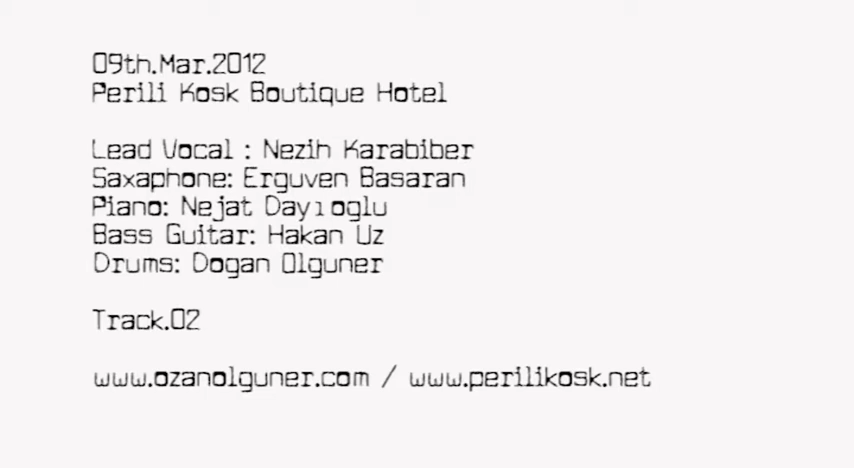 09th.Mar.2012
Perili Kosk Boutique Hotel
Lead Vocal : Nezih Karabiber
Saxaphone: Erguven Basaran
Piano: Nejat Dayıoglu
Bass Guitar: Hakan Uz
Drums: Dogan Olguner
Track.02
www.ozanolguner.com / www.perilikosk.net